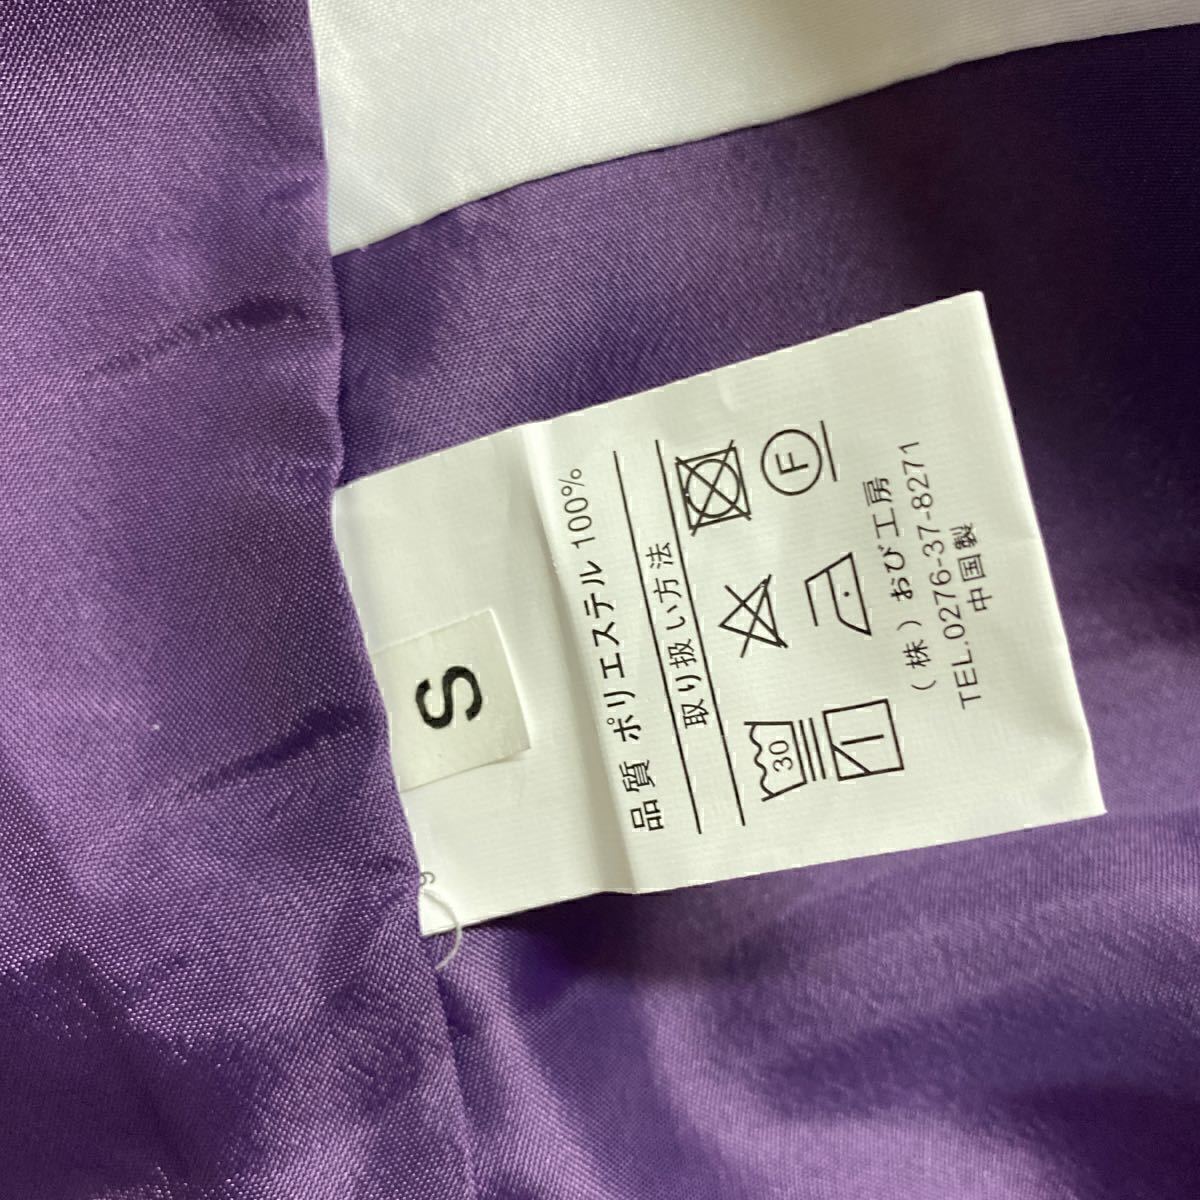 S
品質 ポリエステル 100%
取り扱い方法
30
F
(株)おび工房
TEL.0276-37-8271
中国製
9